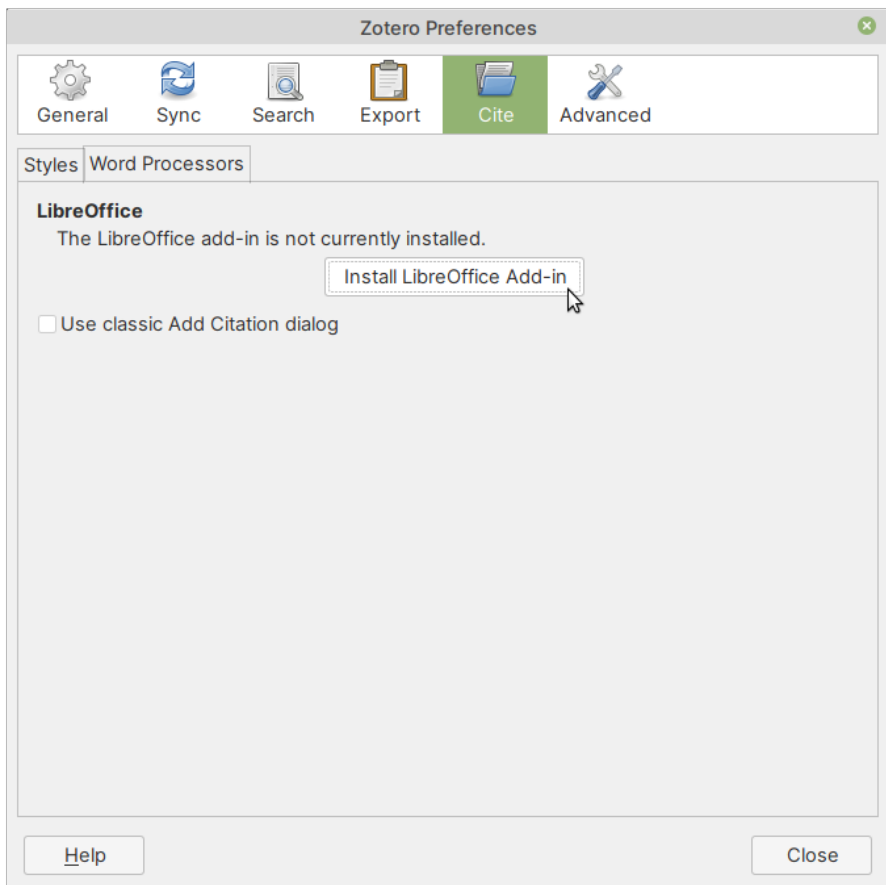 Zotero Preferences
General Sync Search Export Cite Advanced
Styles Word Processors
LibreOffice
The LibreOffice add-in is not currently installed.
Install LibreOffice Add-in
Use classic Add Citation dialog
Help Close